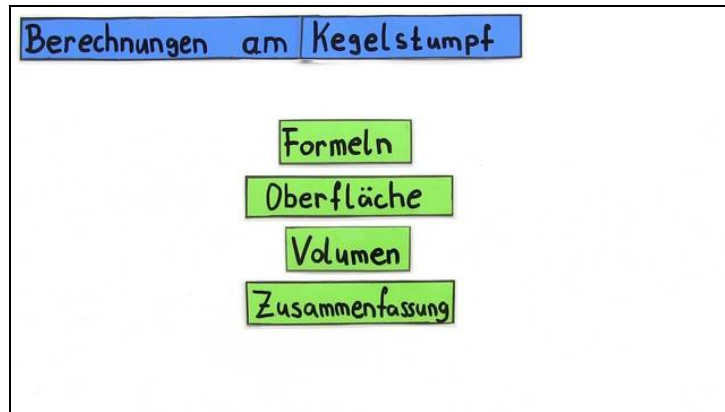 Berechnungen am Kegelstumpf
Formeln
Oberfläche
Volumen
Zusammenfassung